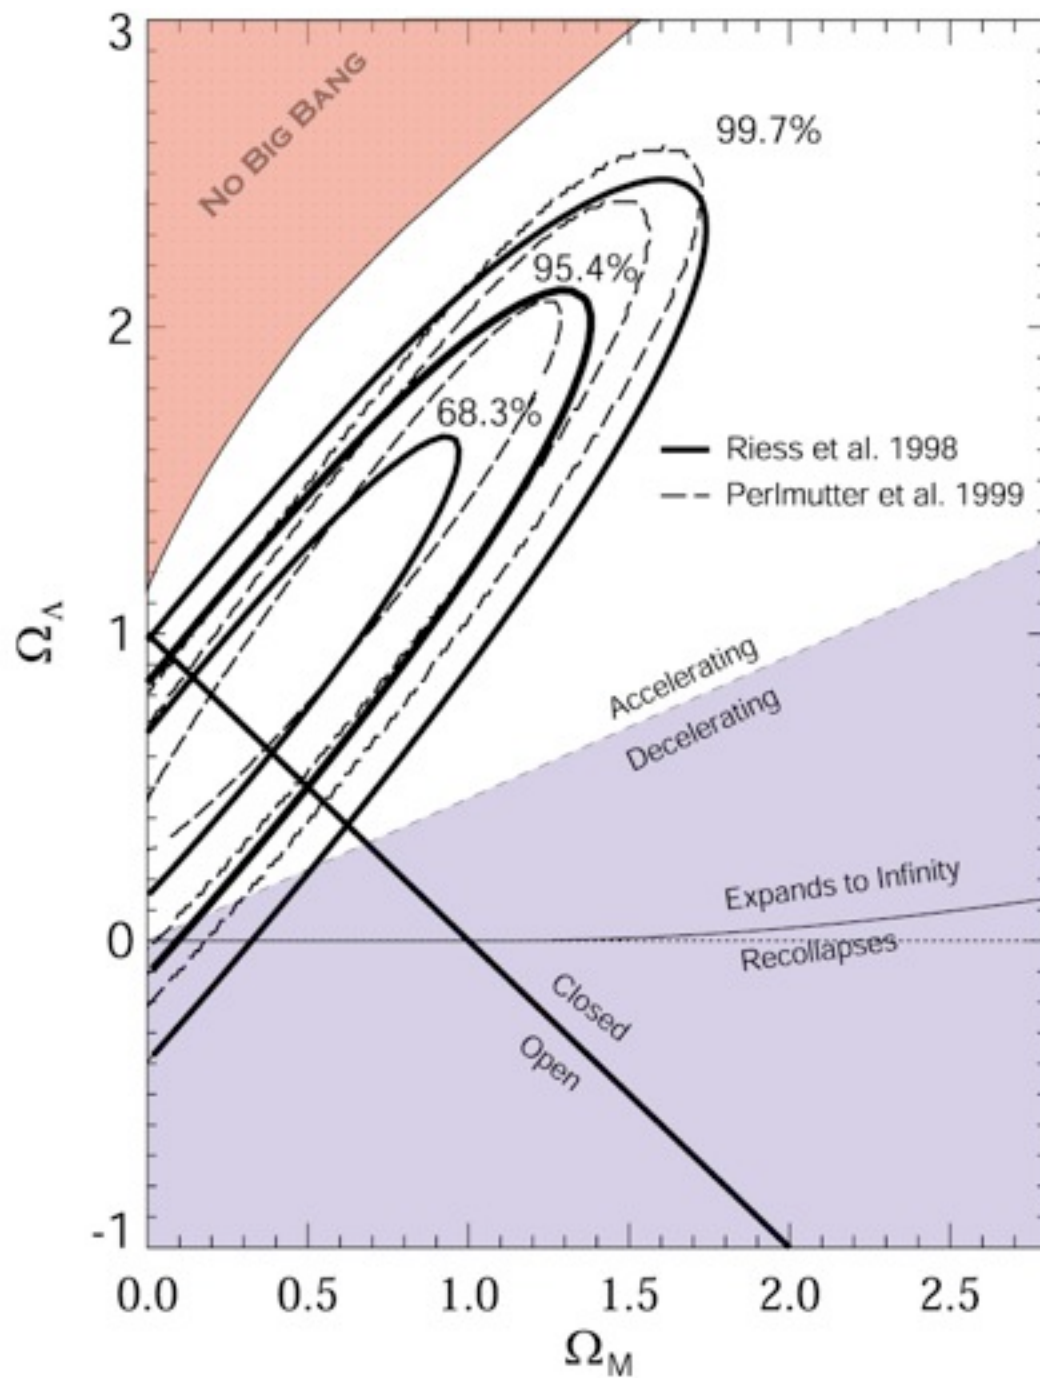 3
2
1
0
-1
Ω_Λ
NO BIG BANG
99.7%
95.4%
68.3%
Riess et al. 1998
Perlmutter et al. 1999
Accelerating
Decelerating
Expands to Infinity
Recollapses
Closed
Open
0.0 0.5 1.0 1.5 2.0 2.5
Ω_M